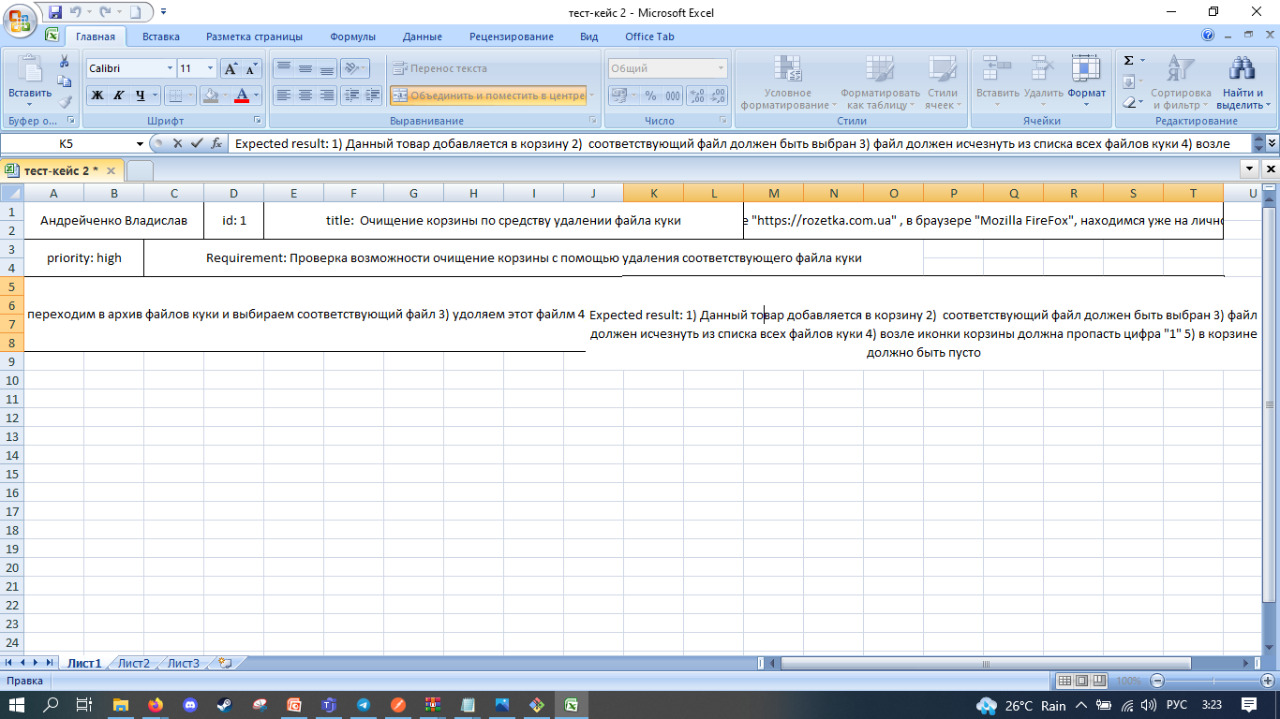 тест-кейс 2 - Microsoft Excel
Главная Вставка Разметка страницы Формулы Данные Рецензирование Вид Office Tab
Calibri 11 Перенос текста Общий
Вставить Ж К Ч Объединить и поместить в центре % 000 Условное форматирование Форматировать как таблицу Стили ячеек Вставить Удалить Формат Сортировка и фильтр Найти и выделить
Буфер о... Шрифт Выравнивание Число Стили Ячейки Редактирование
K5 Expected result: 1) Данный товар добавляется в корзину 2) соответствующий файл должен быть выбран 3) файл должен исчезнуть из списка всех файлов куки 4) возле
тест-кейс 2 *
A B C D E F G H I J K L M N O P Q R S T U
1
Андрейченко Владислав id: 1 title: Очищение корзины по средству удалении файла куки е "https://rozetka.com.ua" , в браузере "Mozilla FireFox", находимся уже на лично
2
3
priority: high Requirement: Проверка возможности очищение корзины с помощью удаления соответствующего файла куки
4
5
6
переходим в архив файлов куки и выбираем соответствующий файл 3) удоляем этот файлм 4 Expected result: 1) Данный товар добавляется в корзину 2) соответствующий файл должен быть выбран 3) файл
7
должен исчезнуть из списка всех файлов куки 4) возле иконки корзины должна пропасть цифра "1" 5) в корзине
8
должно быть пусто
9
10
11
12
13
14
15
16
17
18
19
20
21
22
23
24
Лист1 Лист2 Лист3
Правка 100%
26°C Rain РУС 3:23